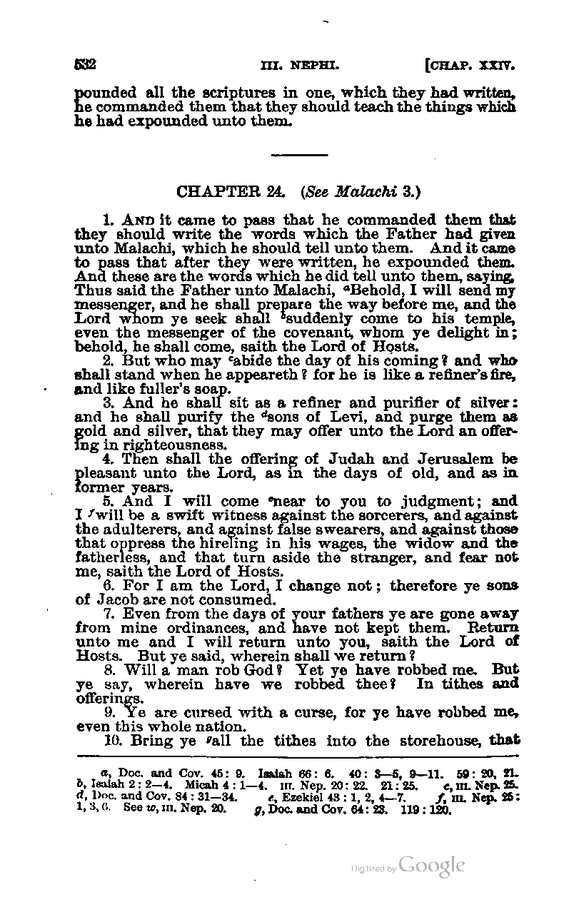 532 III. NEPHI. [CHAP. XXIV.
pounded all the scriptures in one, which they had written,
he commanded them that they should teach the things which
he had expounded unto them.
CHAPTER 24. (See Malachi 3.)
1. AND it came to pass that he commanded them that
they should write the words which the Father had given
unto Malachi, which he should tell unto them. And it came
to pass that after they were written, he expounded them.
And these are the words which he did tell unto them, saying,
Thus said the Father unto Malachi, ᵃBehold, I will send my
messenger, and he shall prepare the way before me, and the
Lord whom ye seek shall ᵇsuddenly come to his temple,
even the messenger of the covenant, whom ye delight in;
behold, he shall come, saith the Lord of Hosts.
2. But who may ᶜabide the day of his coming? and who
shall stand when he appeareth? for he is like a refiner's fire,
and like fuller's soap.
3. And he shall sit as a refiner and purifier of silver:
and he shall purify the ᵈsons of Levi, and purge them as
gold and silver, that they may offer unto the Lord an offer-
ing in righteousness.
4. Then shall the offering of Judah and Jerusalem be
pleasant unto the Lord, as in the days of old, and as in
former years.
5. And I will come ᵉnear to you to judgment; and
I ᶠwill be a swift witness against the sorcerers, and against
the adulterers, and against false swearers, and against those
that oppress the hireling in his wages, the widow and the
fatherless, and that turn aside the stranger, and fear not
me, saith the Lord of Hosts.
6. For I am the Lord, I change not; therefore ye sons
of Jacob are not consumed.
7. Even from the days of your fathers ye are gone away
from mine ordinances, and have not kept them. Return
unto me and I will return unto you, saith the Lord of
Hosts. But ye said, wherein shall we return?
8. Will a man rob God? Yet ye have robbed me. But
ye say, wherein have we robbed thee? In tithes and
offerings.
9. Ye are cursed with a curse, for ye have robbed me,
even this whole nation.
10. Bring ye ᵍall the tithes into the storehouse, that
a, Doc. and Cov. 45: 9. Isaiah 66: 6. 40: 3—5, 9—11. 59: 20, 21.
b, Isaiah 2: 2—4. Micah 4: 1—4. III. Nep. 20: 22. 21: 25. c, III. Nep. 25.
d, Doc. and Cov. 84: 31—34. e, Ezekiel 43: 1, 2, 4—7. f, III. Nep. 25:
1, 3, 6. See w, III. Nep. 20. g, Doc. and Cov. 64: 23. 119: 120.
Digitized by Google